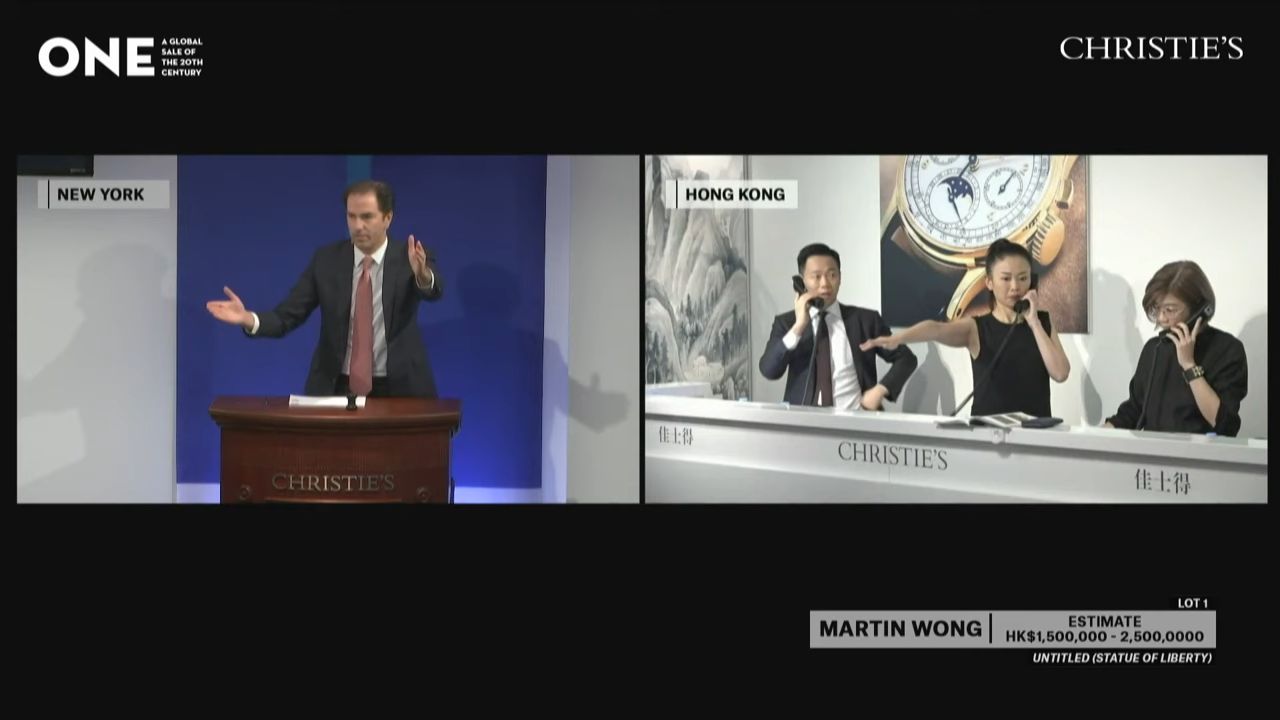 ONE
A GLOBAL
SALE OF
THE 20TH
CENTURY
CHRISTIE'S
NEW YORK
HONG KONG
CHRISTIE'S
佳士得
CHRISTIE'S
佳士得
LOT 1
MARTIN WONG
ESTIMATE
HK$1,500,000 - 2,500,0000
UNTITLED (STATUE OF LIBERTY)